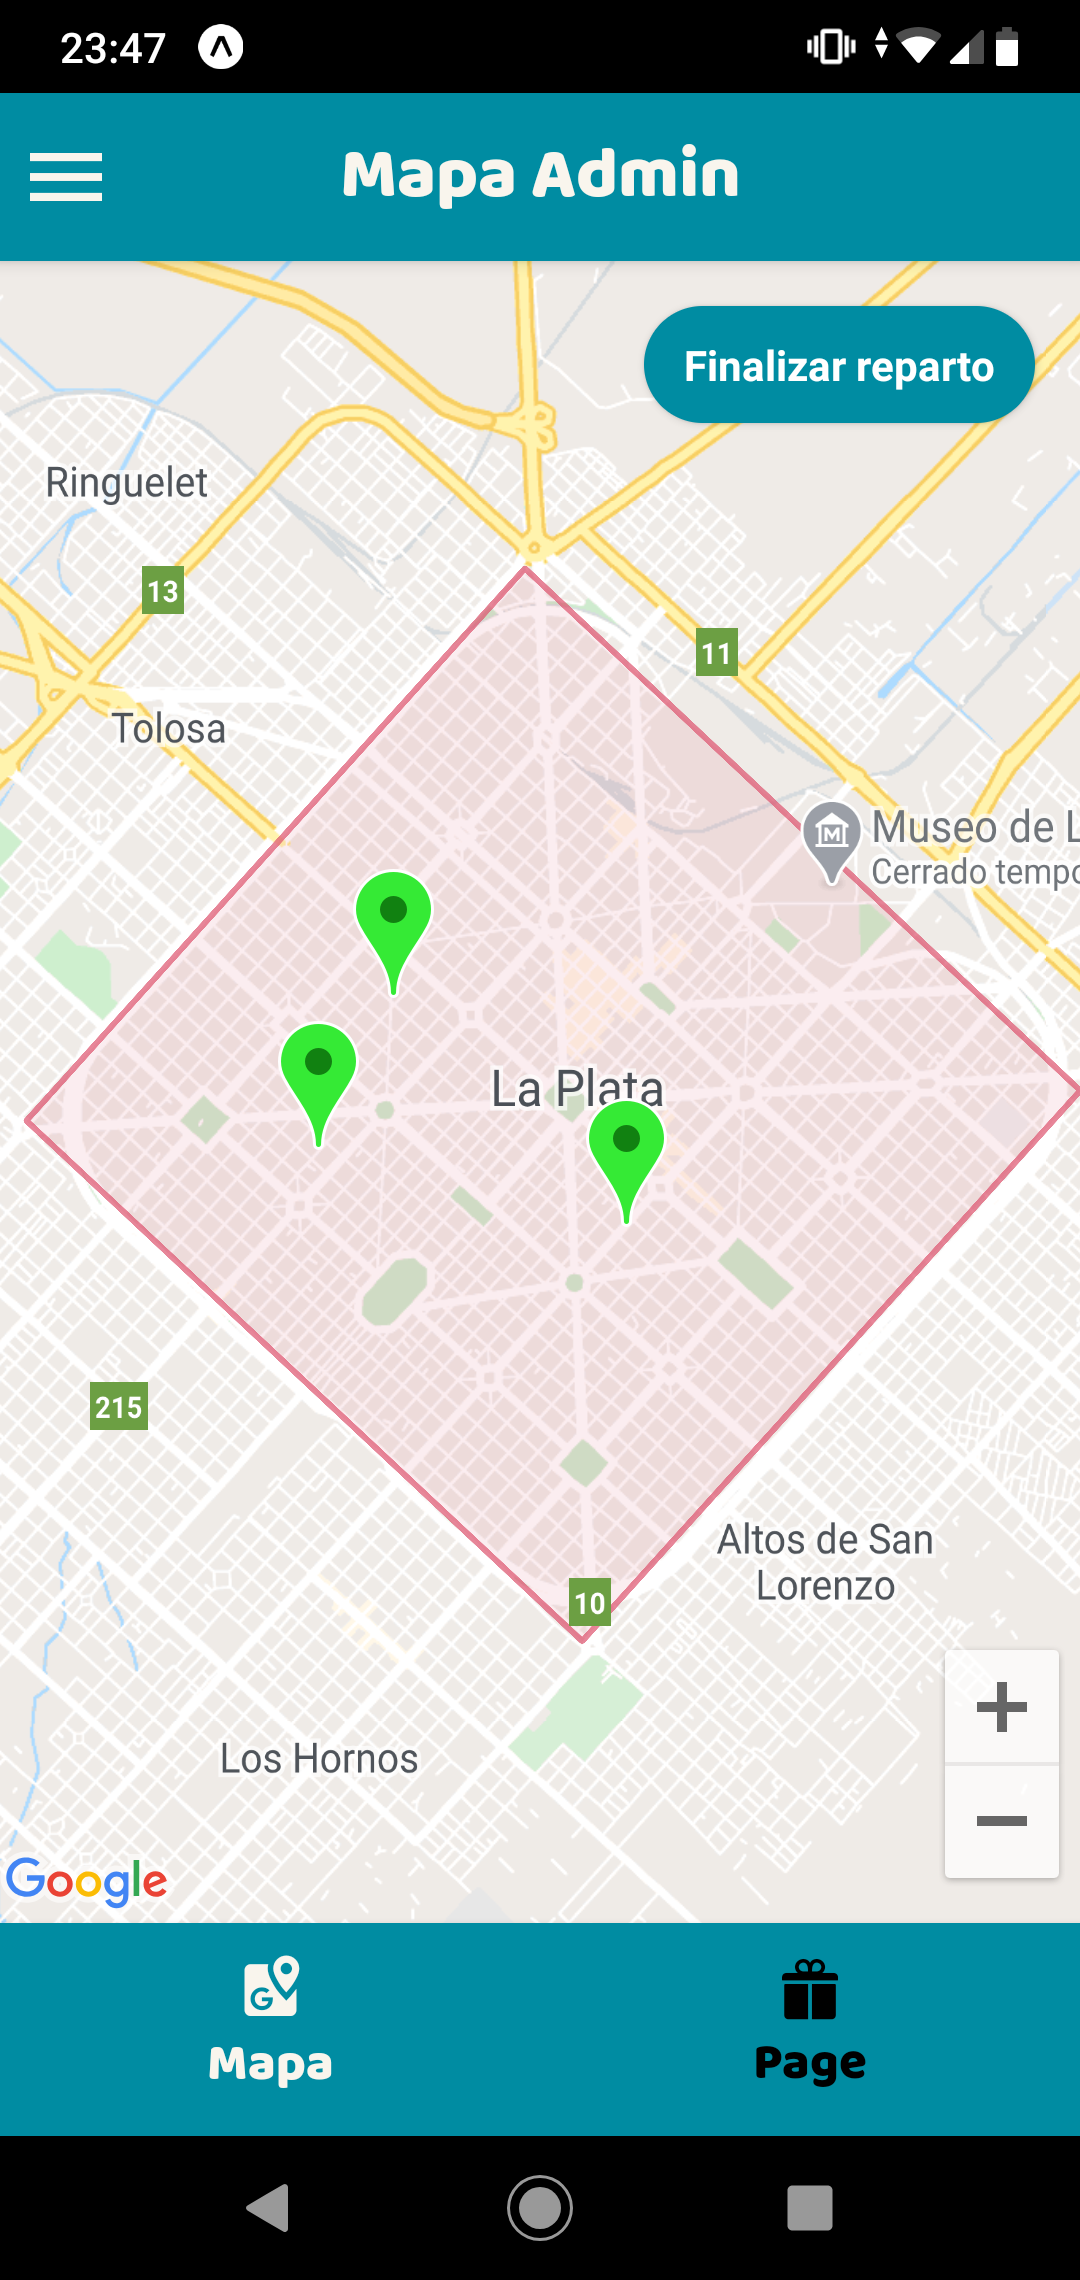 23:47
Mapa Admin
Finalizar reparto
Ringuelet
13
11
Tolosa
Museo de L
Cerrado tempo
La Plata
215
Altos de San
Lorenzo
10
Los Hornos
+
−
Google
Mapa
Page